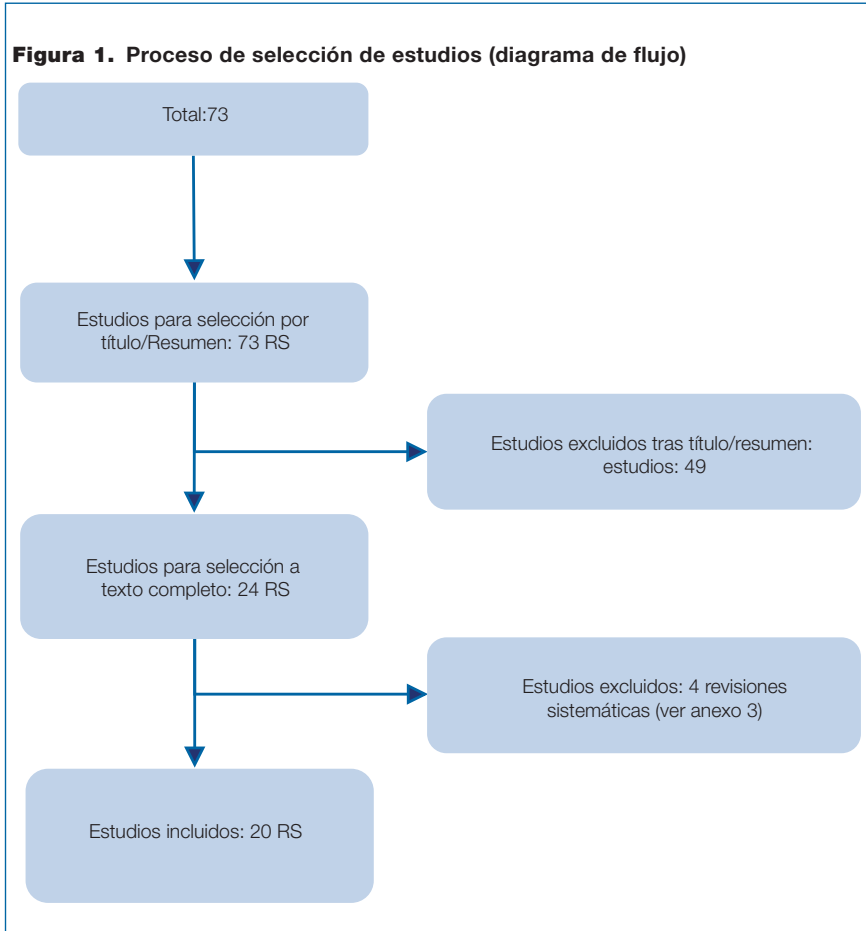 Figura 1. Proceso de selección de estudios (diagrama de flujo)
Total:73
Estudios para selección por
título/Resumen: 73 RS
Estudios excluidos tras título/resumen:
estudios: 49
Estudios para selección a
texto completo: 24 RS
Estudios excluidos: 4 revisiones
sistemáticas (ver anexo 3)
Estudios incluidos: 20 RS